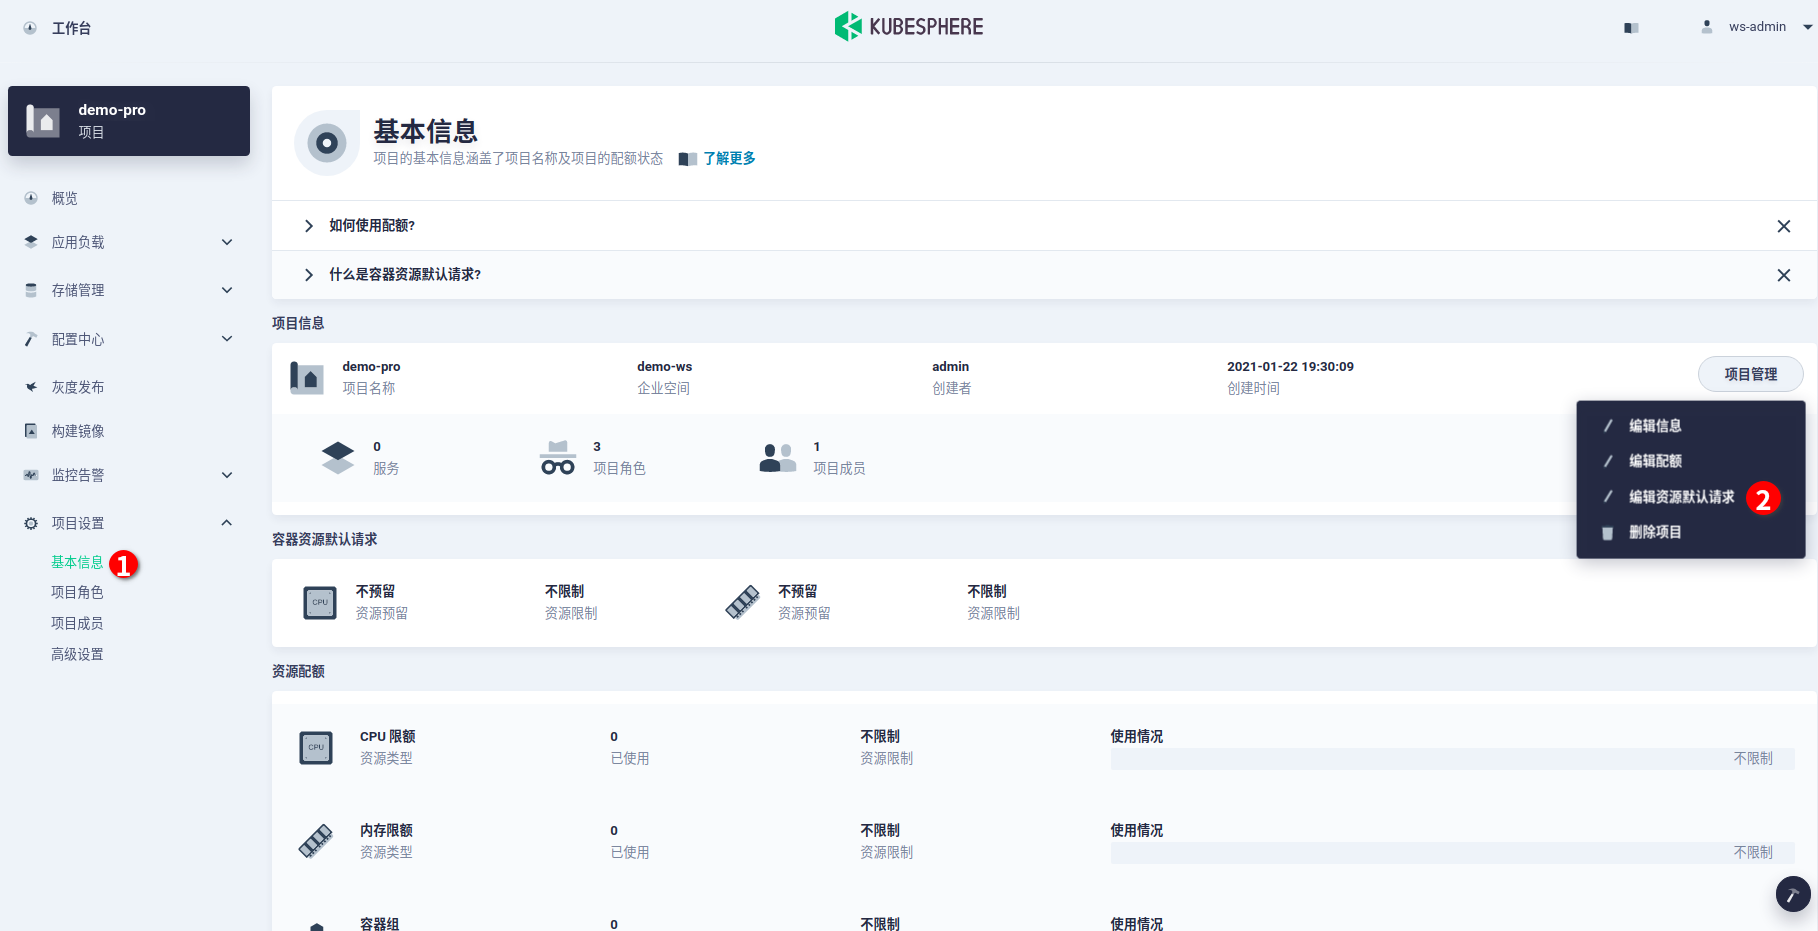 工作台
KUBESPHERE
ws-admin
demo-pro
项目
概览
应用负载
存储管理
配置中心
灰度发布
构建镜像
监控告警
项目设置
基本信息
1
项目角色
项目成员
高级设置
基本信息
项目的基本信息涵盖了项目名称及项目的配额状态 了解更多
如何使用配额?
什么是容器资源默认请求?
项目信息
demo-pro
项目名称
demo-ws
企业空间
admin
创建者
2021-01-22 19:30:09
创建时间
项目管理
编辑信息
编辑配额
编辑资源默认请求
2
删除项目
0
服务
3
项目角色
1
项目成员
容器资源默认请求
CPU
不预留
资源预留
不限制
资源限制
不预留
资源预留
不限制
资源限制
资源配额
CPU
CPU 限额
资源类型
0
已使用
不限制
资源限制
使用情况
不限制
内存限额
资源类型
0
已使用
不限制
资源限制
使用情况
不限制
容器组
0
不限制
使用情况